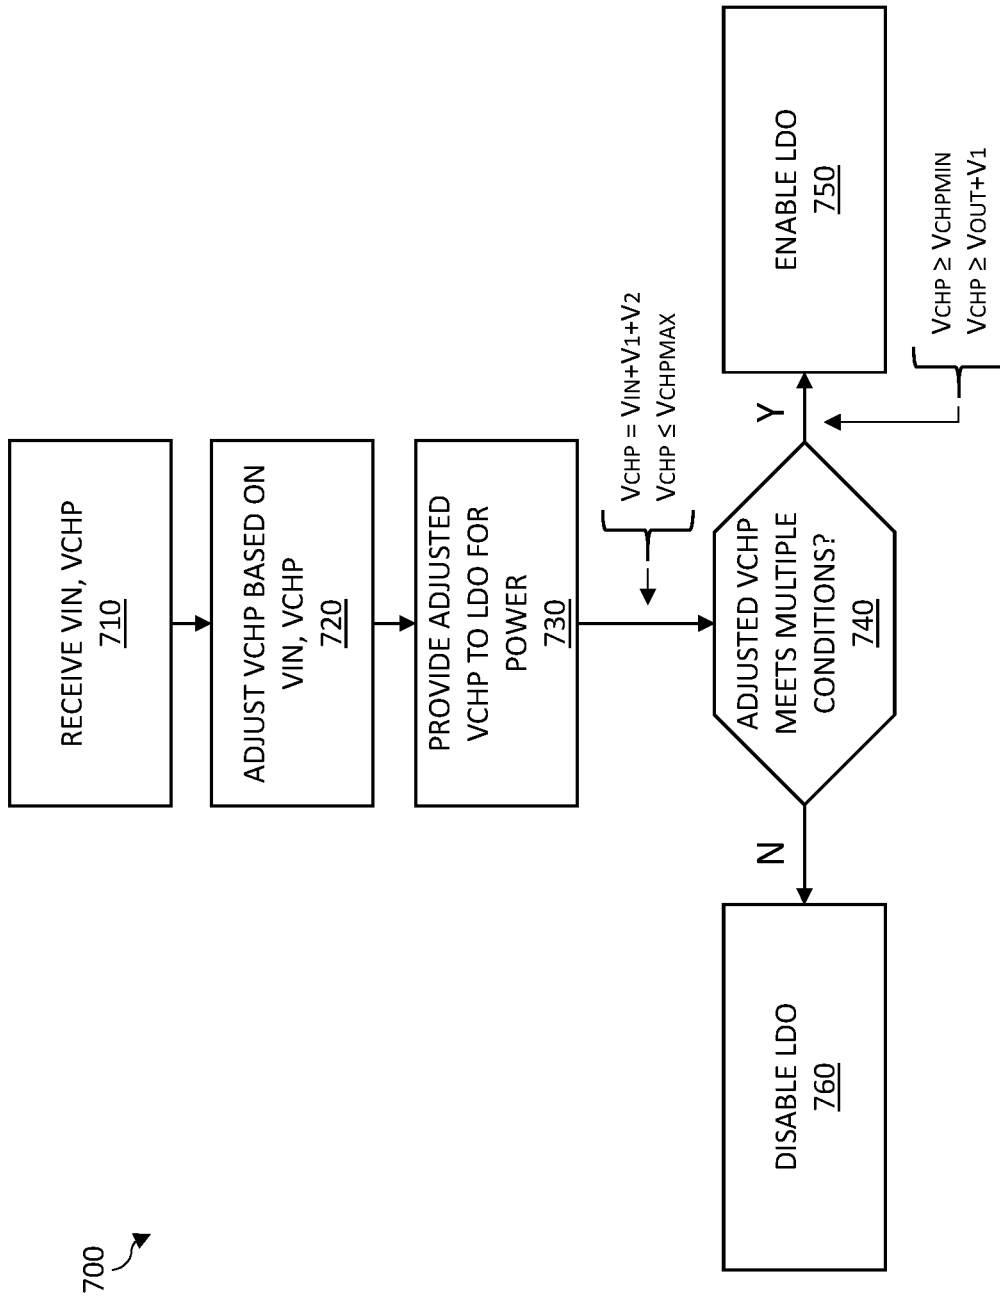 700
RECEIVE VIN, VCHP
710
ADJUST VCHP BASED ON
VIN, VCHP
720
PROVIDE ADJUSTED
VCHP TO LDO FOR
POWER
730
VCHP = VIN+V1+V2
VCHP ≤ VCHPMAX
ADJUSTED VCHP
MEETS MULTIPLE
CONDITIONS?
740
N
Y
DISABLE LDO
760
ENABLE LDO
750
VCHP ≥ VCHPMIN
VCHP ≥ VOUT+V1